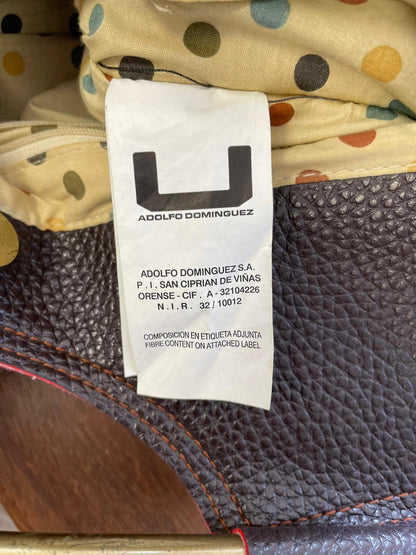 ADOLFO DOMINGUEZ
ADOLFO DOMINGUEZ S.A.
P. I. SAN CIPRIAN DE VIÑAS
ORENSE - CIF. A - 32104226
N. I. R. 32 / 10012
COMPOSICION EN ETIQUETA ADJUNTA
FIBRE CONTENT ON ATTACHED LABEL